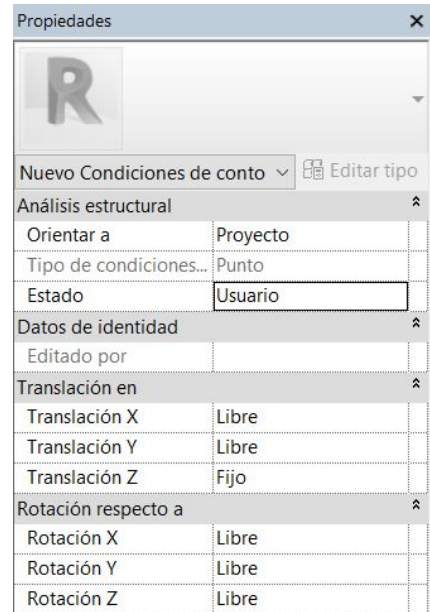 Propiedades
R
Nuevo Condiciones de conto Editar tipo
Análisis estructural
Orientar a Proyecto
Tipo de condiciones... Punto
Estado Usuario
Datos de identidad
Editado por
Translación en
Translación X Libre
Translación Y Libre
Translación Z Fijo
Rotación respecto a
Rotación X Libre
Rotación Y Libre
Rotación Z Libre